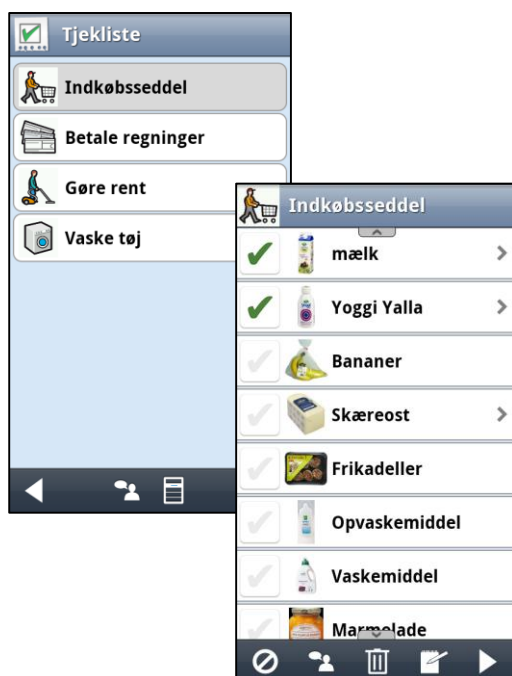 Tjekliste
Indkøbsseddel
Betale regninger
Gøre rent
Vaske tøj
Indkøbsseddel
mælk
Yoggi Yalla
Bananer
Skæreost
Frikadeller
Opvaskemiddel
Vaskemiddel
Marmelade